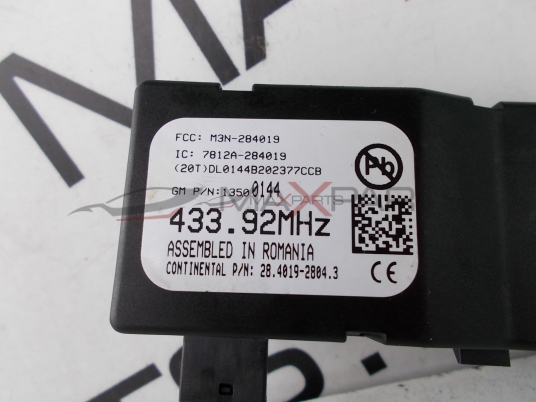 FCC: M3N-284019
IC: 7812A-284019
(20T)DL0144B202377CCB
GM P/N:13500144
433.92MHz
ASSEMBLED IN ROMANIA
CONTINENTAL P/N: 28.4019-2804.3
Pb
CE
MAXPARTS